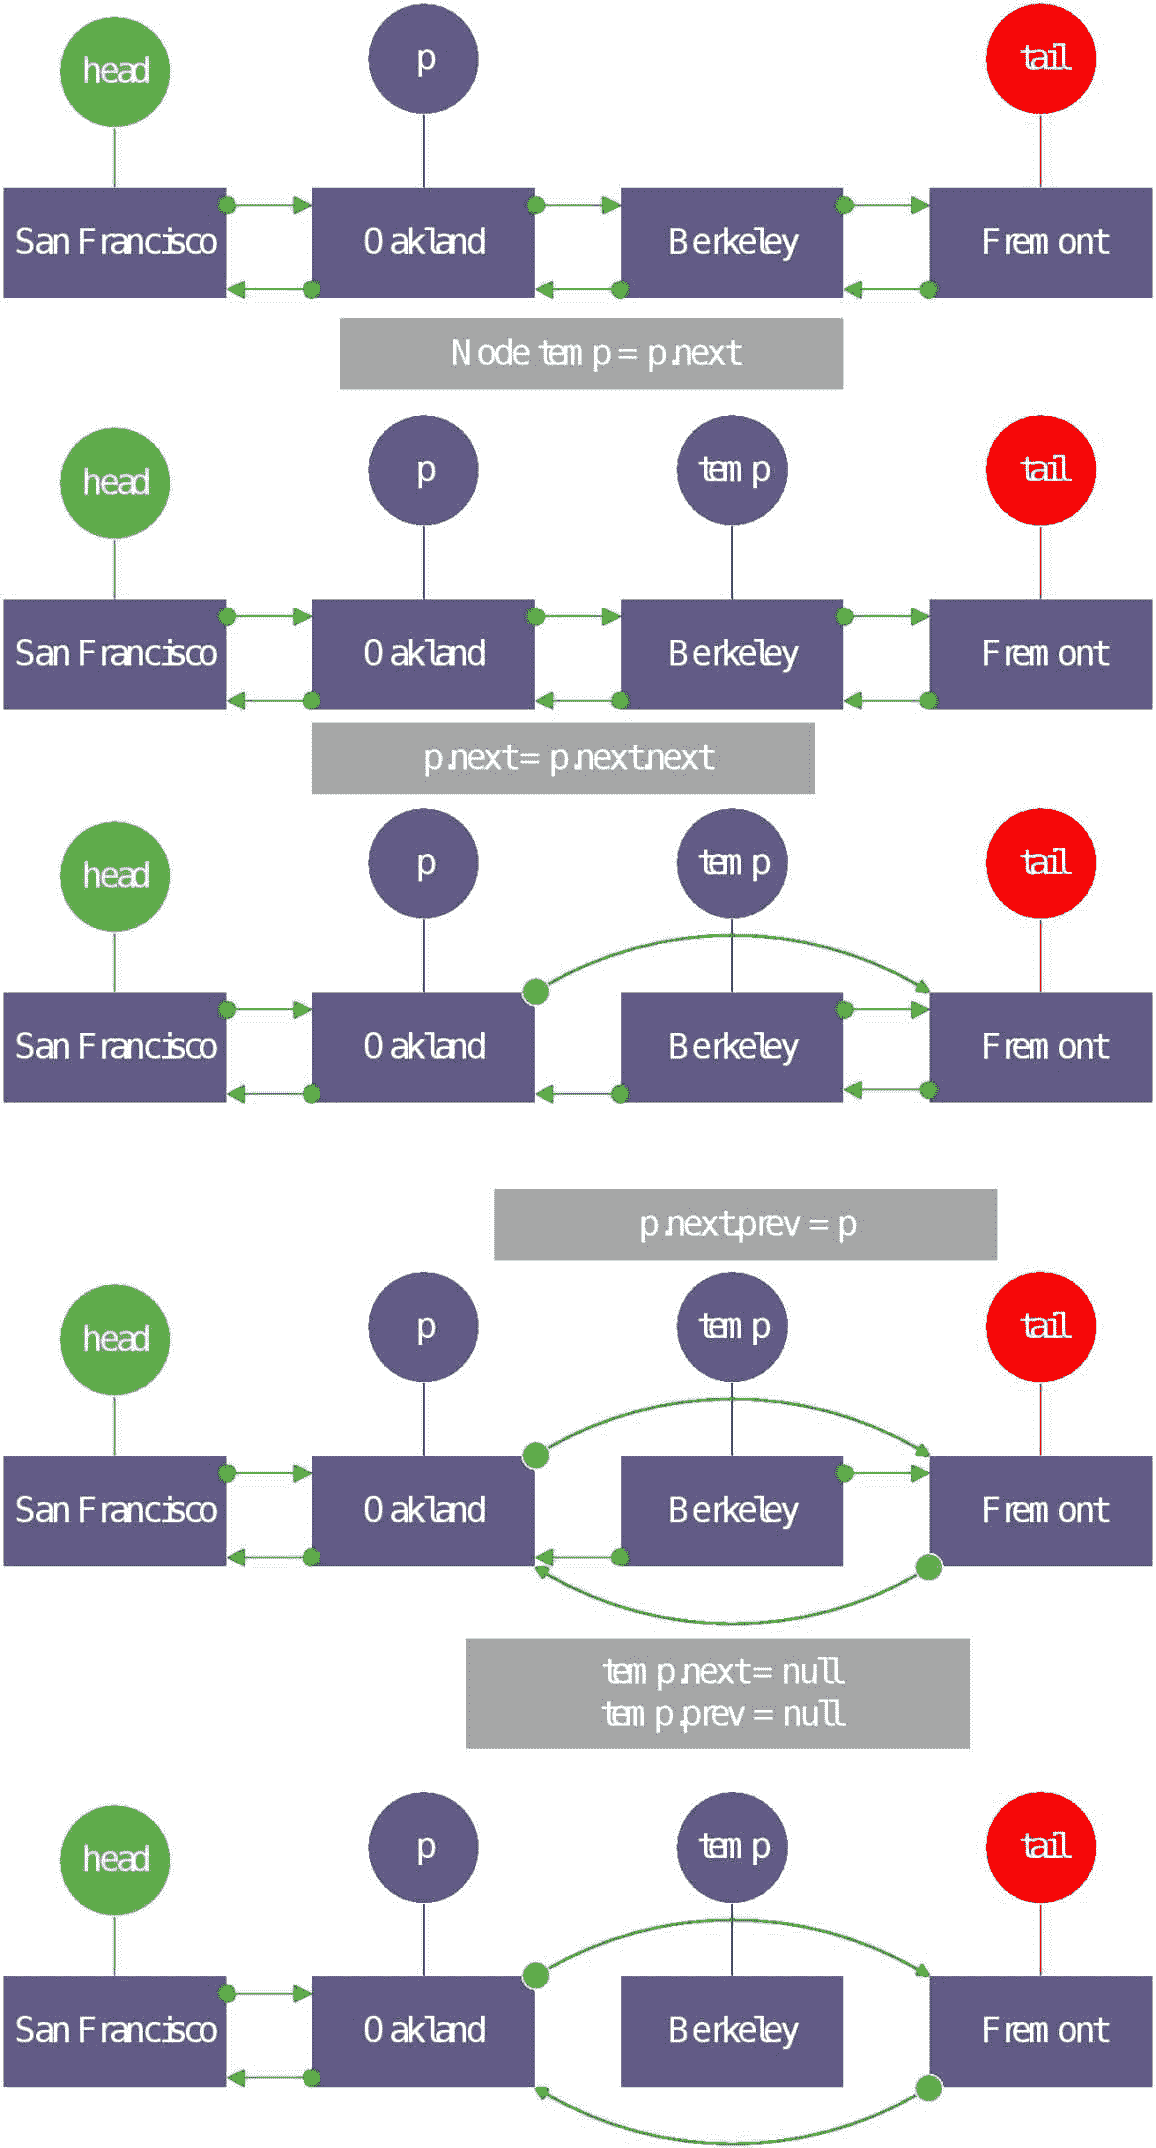 head
p
tail
San Francisco
Oakland
Berkeley
Fremont
Node temp = p.next
head
p
temp
tail
San Francisco
Oakland
Berkeley
Fremont
p.next = p.next.next
head
p
temp
tail
San Francisco
Oakland
Berkeley
Fremont
p.next.prev = p
head
p
temp
tail
San Francisco
Oakland
Berkeley
Fremont
temp.next = null
temp.prev = null
head
p
temp
tail
San Francisco
Oakland
Berkeley
Fremont